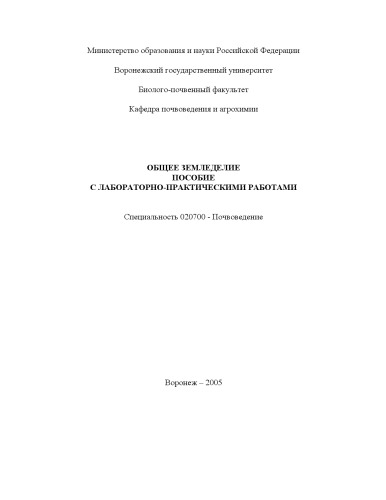 Министерство образования и науки Российской Федерации
Воронежский государственный университет
Биолого-почвенный факультет
Кафедра почвоведения и агрохимии
ОБЩЕЕ ЗЕМЛЕДЕЛИЕ
ПОСОБИЕ
С ЛАБОРАТОРНО-ПРАКТИЧЕСКИМИ РАБОТАМИ
Специальность 020700 - Почвоведение
Воронеж – 2005